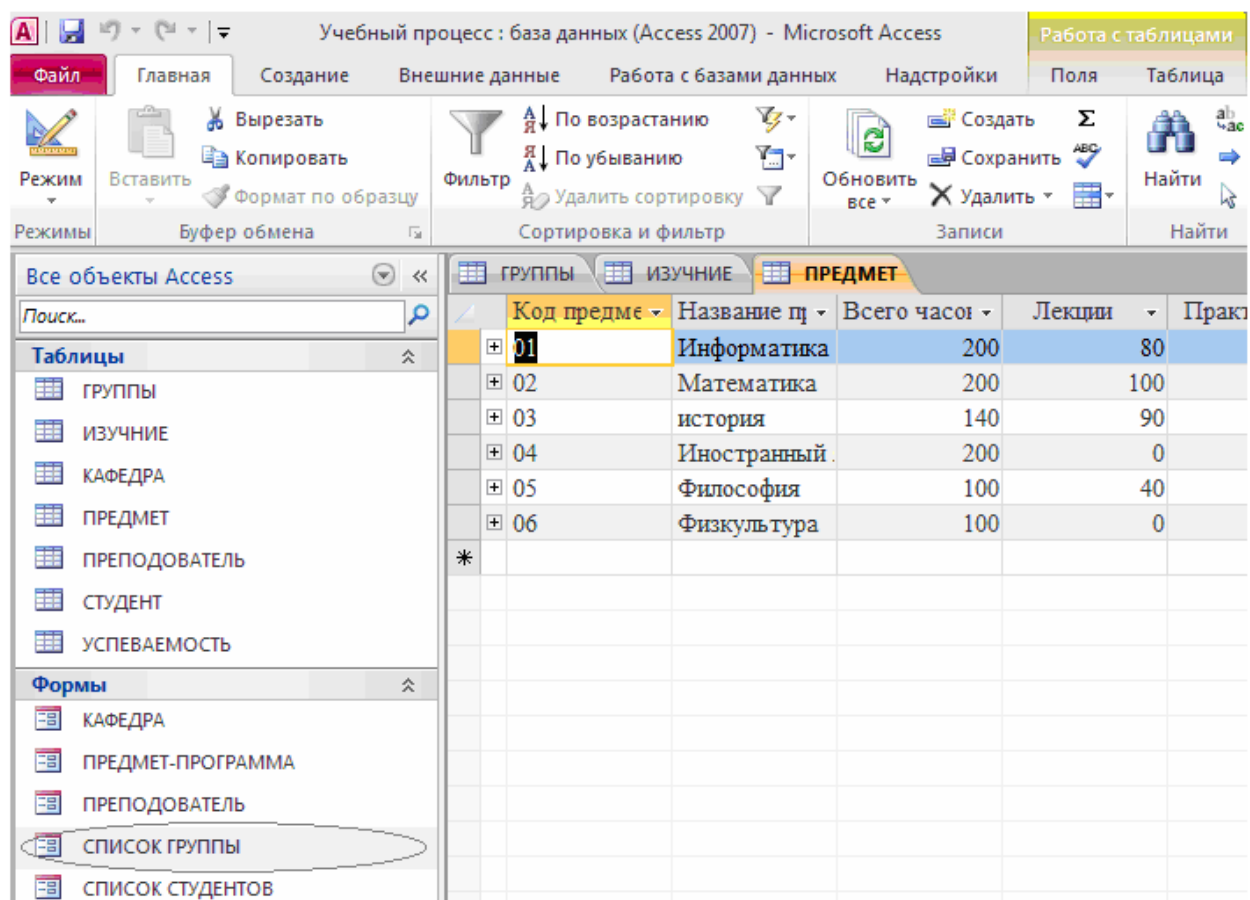 Учебный процесс : база данных (Access 2007) - Microsoft Access
Работа с таблицами
Файл Главная Создание Внешние данные Работа с базами данных Надстройки Поля Таблица
Режим
Вставить
Вырезать
Копировать
Формат по образцу
Фильтр
По возрастанию
По убыванию
Удалить сортировку
Обновить все
Создать
Сохранить
Удалить
Найти
Режимы Буфер обмена Сортировка и фильтр Записи Найти
Все объекты Access
Поиск...
Таблицы
ГРУППЫ
ИЗУЧНИЕ
КАФЕДРА
ПРЕДМЕТ
ПРЕПОДОВАТЕЛЬ
СТУДЕНТ
УСПЕВАЕМОСТЬ
Формы
КАФЕДРА
ПРЕДМЕТ-ПРОГРАММА
ПРЕПОДОВАТЕЛЬ
СПИСОК ГРУППЫ
СПИСОК СТУДЕНТОВ
ГРУППЫ ИЗУЧНИЕ ПРЕДМЕТ
Код предме Название п Всего часо Лекции Практ
01 Информатика 200 80
02 Математика 200 100
03 история 140 90
04 Иностранный 200 0
05 Философия 100 40
06 Физкультура 100 0